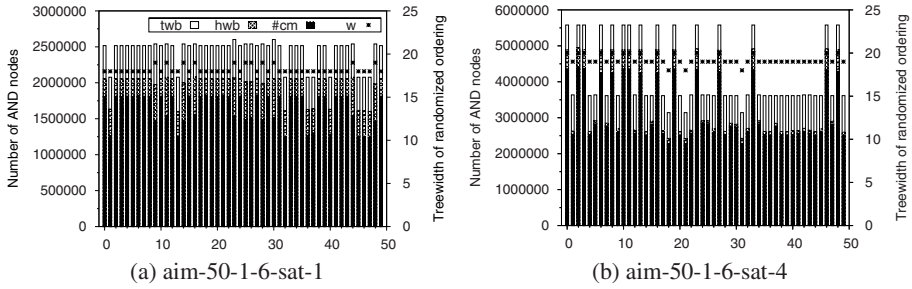 twb hwb #cm w
Number of AND nodes
3000000
2500000
2000000
1500000
1000000
500000
0
0 10 20 30 40 50
25
20
15
10
5
0
Treewidth of randomized ordering
(a) aim-50-1-6-sat-1
Number of AND nodes
6000000
5000000
4000000
3000000
2000000
1000000
0
0 10 20 30 40 50
25
20
15
10
5
0
Treewidth of randomized ordering
(b) aim-50-1-6-sat-4